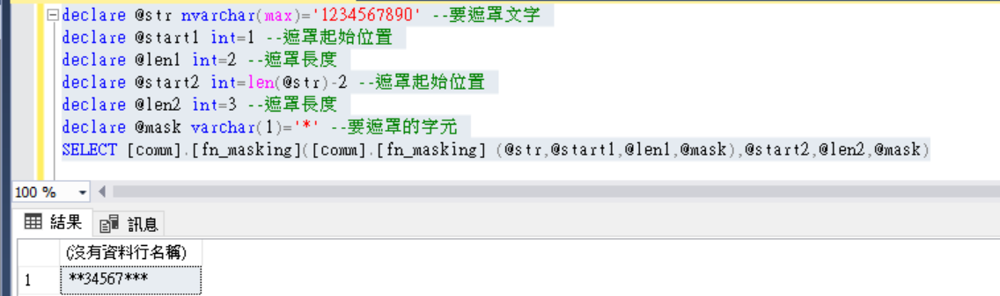 declare @str nvarchar(max)='1234567890' --要遮罩文字
declare @start1 int=1 --遮罩起始位置
declare @len1 int=2 --遮罩長度
declare @start2 int=len(@str)-2 --遮罩起始位置
declare @len2 int=3 --遮罩長度
declare @mask varchar(1)='*' --要遮罩的字元
SELECT [comm].[fn_masking]([comm].[fn_masking] (@str,@start1,@len1,@mask),@start2,@len2,@mask)
100 %
結果 訊息
(沒有資料行名稱)
1 **34567***